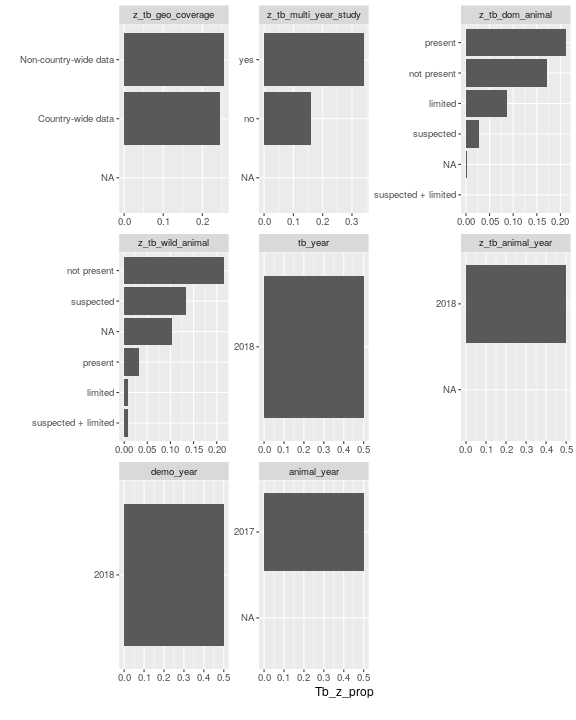 z_tb_geo_coverage
Non-country-wide data
Country-wide data
NA
0.0 0.1 0.2
z_tb_multi_year_study
yes
no
NA
0.0 0.1 0.2 0.3
z_tb_dom_animal
present
not present
limited
suspected
NA
suspected + limited
0.00 0.05 0.10 0.15 0.20
z_tb_wild_animal
not present
suspected
NA
present
limited
suspected + limited
0.00 0.05 0.10 0.15 0.20
tb_year
2018
0.0 0.1 0.2 0.3 0.4 0.5
z_tb_animal_year
2018
NA
0.0 0.1 0.2 0.3 0.4 0.5
demo_year
2018
0.0 0.1 0.2 0.3 0.4 0.5
animal_year
2017
NA
0.0 0.1 0.2 0.3 0.4 0.5
Tb_z_prop